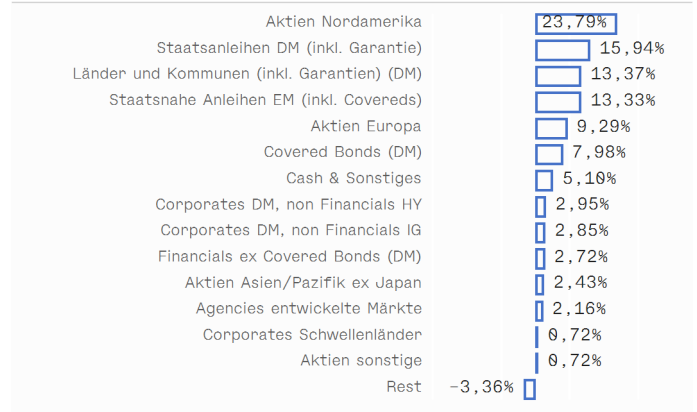 Aktien Nordamerika 23,79%
Staatsanleihen DM (inkl. Garantie) 15,94%
Länder und Kommunen (inkl. Garantien) (DM) 13,37%
Staatsnahe Anleihen EM (inkl. Covereds) 13,33%
Aktien Europa 9,29%
Covered Bonds (DM) 7,98%
Cash & Sonstiges 5,10%
Corporates DM, non Financials HY 2,95%
Corporates DM, non Financials IG 2,85%
Financials ex Covered Bonds (DM) 2,72%
Aktien Asien/Pazifik ex Japan 2,43%
Agencies entwickelte Märkte 2,16%
Corporates Schwellenländer 0,72%
Aktien sonstige 0,72%
Rest -3,36%